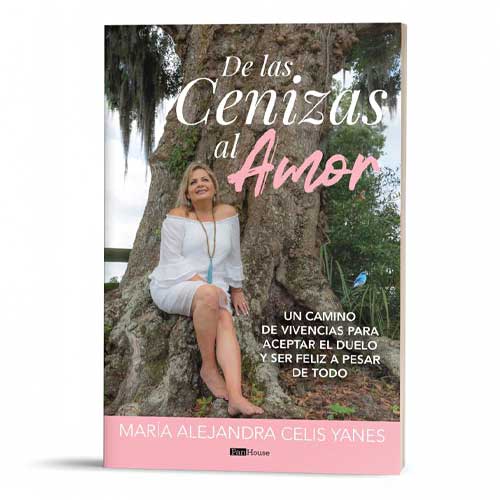 De las
Cenizas
al Amor
UN CAMINO
DE VIVENCIAS PARA
ACEPTAR EL DUELO
Y SER FELIZ A PESAR
DE TODO
MARÍA ALEJANDRA CELIS YANES
PanHouse